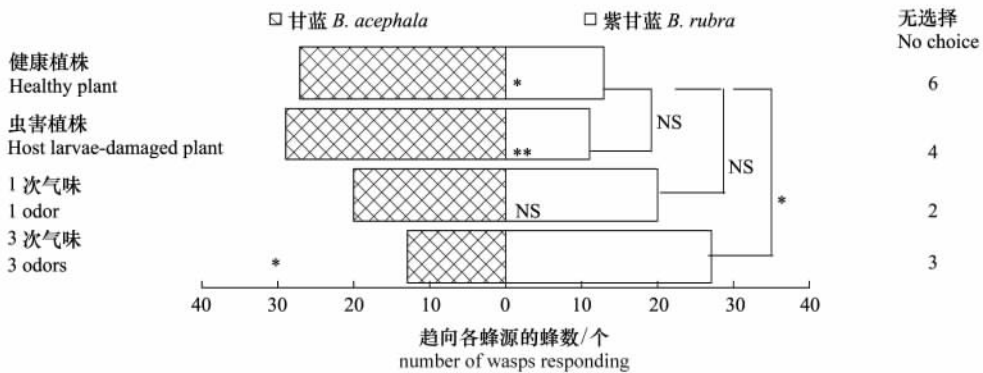 甘蓝 B. acephala
紫甘蓝 B. rubra
无选择
No choice
健康植株
Healthy plant
*
6
NS
虫害植株
Host larvae-damaged plant
**
4
NS
1 次气味
1 odor
NS
*
2
3 次气味
3 odors
*
3
40 30 20 10 0 10 20 30 40
趋向各蜂源的蜂数/个
number of wasps responding